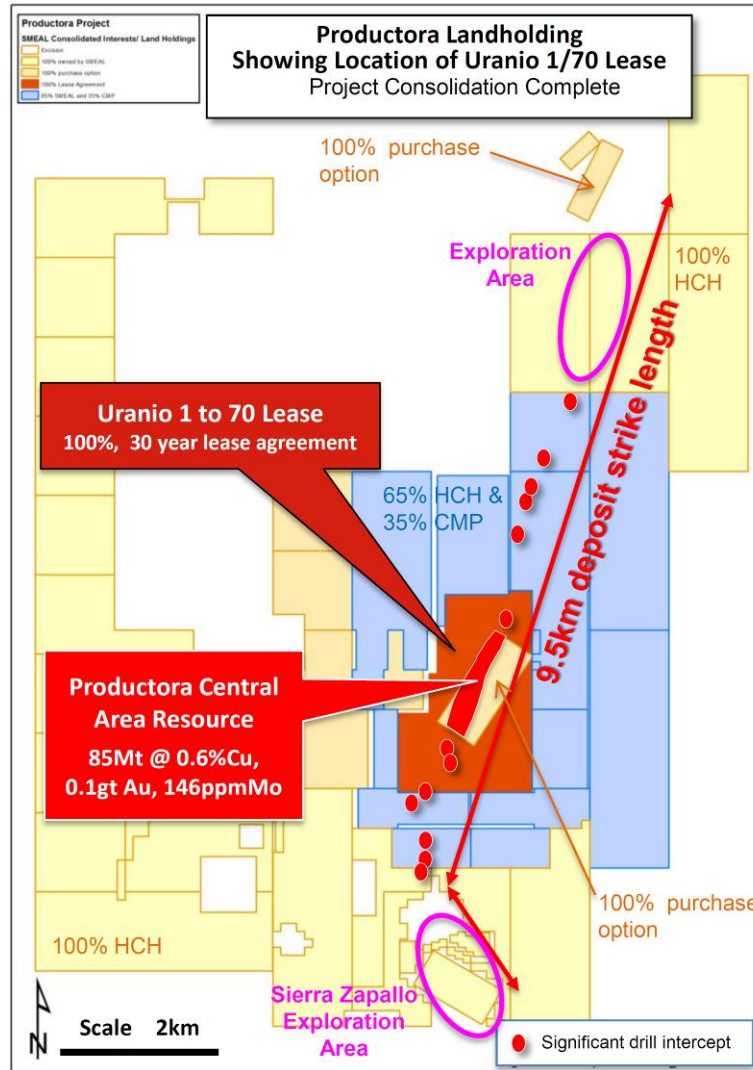 Productora Project
SMEAL Consolidated Interests/ Land Holdings
Excision
100% owned by SMEAL
100% purchase option
100% Lease Agreement
65% SMEAL and 35% CMP
Productora Landholding
Showing Location of Uranio 1/70 Lease
Project Consolidation Complete
100% purchase
option
Exploration
Area
100%
HCH
9.5km deposit strike length
Uranio 1 to 70 Lease
100%, 30 year lease agreement
65% HCH &
35% CMP
Productora Central
Area Resource
85Mt @ 0.6%Cu,
0.1gt Au, 146ppmMo
100% purchase
option
100% HCH
Sierra Zapallo
Exploration
Area
N
Scale 2km
Significant drill intercept